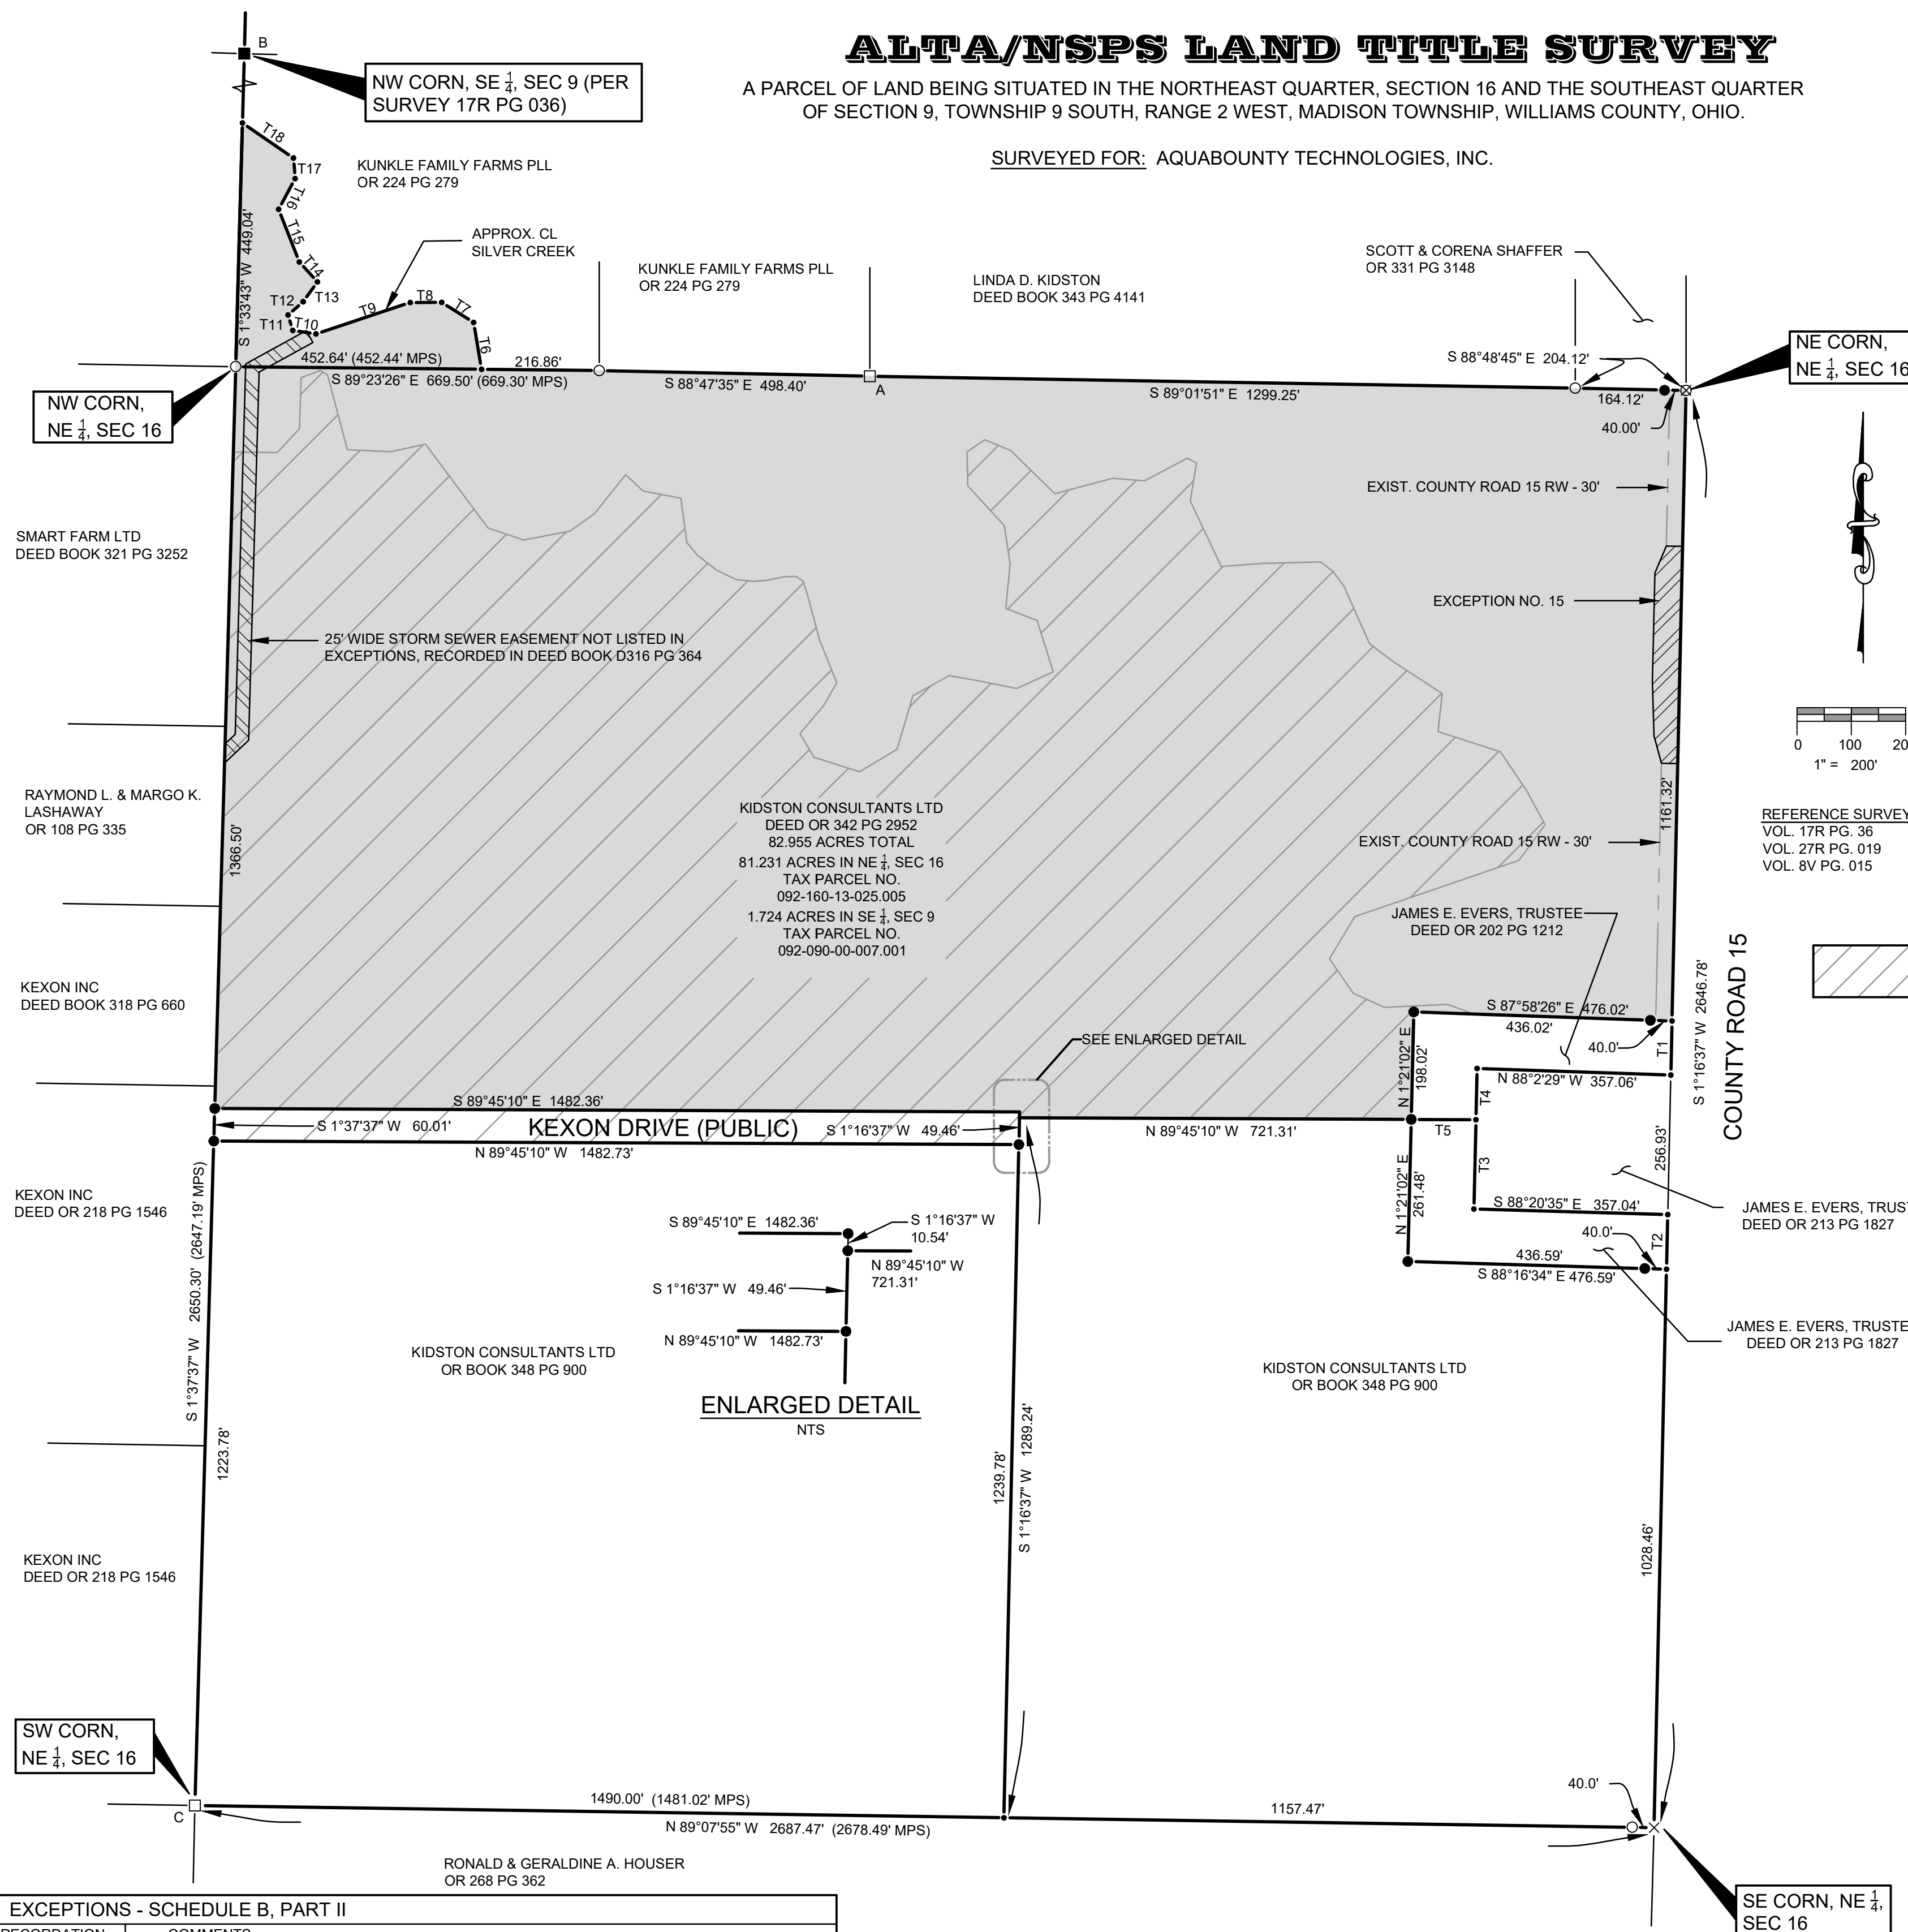 ALTA/NSPS LAND TITLE SURVEY
A PARCEL OF LAND BEING SITUATED IN THE NORTHEAST QUARTER, SECTION 16 AND THE SOUTHEAST QUARTER
OF SECTION 9, TOWNSHIP 9 SOUTH, RANGE 2 WEST, MADISON TOWNSHIP, WILLIAMS COUNTY, OHIO.
SURVEYED FOR: AQUABOUNTY TECHNOLOGIES, INC.
B
NW CORN, SE 1/4, SEC 9 (PER
SURVEY 17R PG 036)
T18
T17
T16
T15
T14
T13
T12
T11
T10
T9
T8
T7
T6
KUNKLE FAMILY FARMS PLL
OR 224 PG 279
APPROX. CL
SILVER CREEK
KUNKLE FAMILY FARMS PLL
OR 224 PG 279
LINDA D. KIDSTON
DEED BOOK 343 PG 4141
SCOTT & CORENA SHAFFER
OR 331 PG 3148
S 1°33'43" W 449.04'
452.64' (452.44' MPS)
216.86'
S 89°23'26" E 669.50' (669.30' MPS)
S 88°47'35" E 498.40'
A
S 89°01'51" E 1299.25'
S 88°48'45" E 204.12'
164.12'
40.00'
NE CORN,
NE 1/4, SEC 16
NW CORN,
NE 1/4, SEC 16
EXIST. COUNTY ROAD 15 RW - 30'
EXCEPTION NO. 15
SMART FARM LTD
DEED BOOK 321 PG 3252
25' WIDE STORM SEWER EASEMENT NOT LISTED IN
EXCEPTIONS, RECORDED IN DEED BOOK D316 PG 364
0 100 20
1" = 200'
RAYMOND L. & MARGO K.
LASHAWAY
OR 108 PG 335
1366.50'
KIDSTON CONSULTANTS LTD
DEED OR 342 PG 2952
82.955 ACRES TOTAL
81.231 ACRES IN NE 1/4, SEC 16
TAX PARCEL NO.
092-160-13-025.005
1.724 ACRES IN SE 1/4, SEC 9
TAX PARCEL NO.
092-090-00-007.001
1161.32'
EXIST. COUNTY ROAD 15 RW - 30'
REFERENCE SURVEY
VOL. 17R PG. 36
VOL. 27R PG. 019
VOL. 8V PG. 015
JAMES E. EVERS, TRUSTEE
DEED OR 202 PG 1212
KEXON INC
DEED BOOK 318 PG 660
S 87°58'26" E 476.02'
436.02'
40.0'
T1
S 1°16'37" W 2646.78'
COUNTY ROAD 15
SEE ENLARGED DETAIL
N 1°21'02" E
198.02'
N 88°2'29" W 357.06'
T4
T5
T3
256.93'
S 89°45'10" E 1482.36'
S 1°37'37" W 60.01'
KEXON DRIVE (PUBLIC)
S 1°16'37" W 49.46'
N 89°45'10" W 1482.73'
N 89°45'10" W 721.31'
N 1°21'02" E
261.48'
S 88°20'35" E 357.04'
40.0'
T2
436.59'
S 88°16'34" E 476.59'
JAMES E. EVERS, TRUST
DEED OR 213 PG 1827
JAMES E. EVERS, TRUSTE
DEED OR 213 PG 1827
KEXON INC
DEED OR 218 PG 1546
S 1°37'37" W 2650.30' (2647.19' MPS)
S 89°45'10" E 1482.36'
S 1°16'37" W
10.54'
N 89°45'10" W
721.31'
S 1°16'37" W 49.46'
N 89°45'10" W 1482.73'
ENLARGED DETAIL
NTS
KIDSTON CONSULTANTS LTD
OR BOOK 348 PG 900
KIDSTON CONSULTANTS LTD
OR BOOK 348 PG 900
1223.78'
1239.78'
S 1°16'37" W 1289.24'
1028.46'
KEXON INC
DEED OR 218 PG 1546
SW CORN,
NE 1/4, SEC 16
C
1490.00' (1481.02' MPS)
N 89°07'55" W 2687.47' (2678.49' MPS)
1157.47'
40.0'
RONALD & GERALDINE A. HOUSER
OR 268 PG 362
SE CORN, NE 1/4,
SEC 16
EXCEPTIONS - SCHEDULE B, PART II